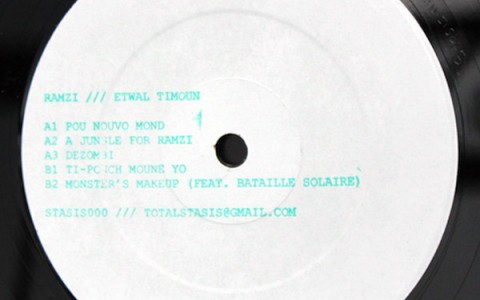 RAMZI /// ETWAL TIMOUN
A1 POU NOUVO MOND
A2 A JUNGLE FOR RAMZI
A3 DEZOMBI
B1 TI-POUCH MOUNE YO
B2 MONSTER'S MAKEUP (FEAT. BATAILLE SOLAIRE)
STASIS000 /// TOTALSTASIS@GMAIL.COM